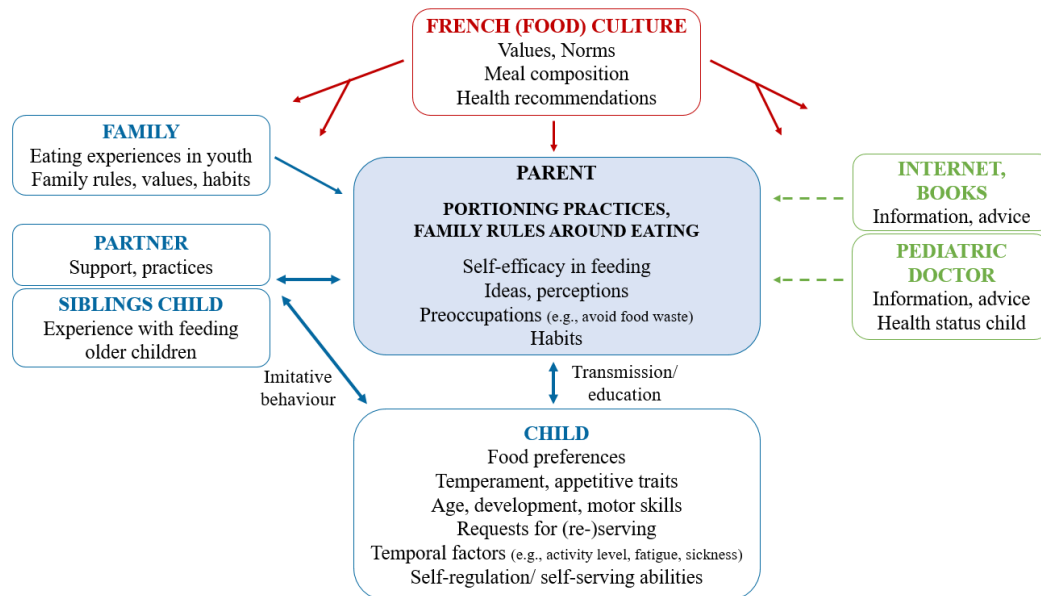 FRENCH (FOOD) CULTURE
Values, Norms
Meal composition
Health recommendations
FAMILY
Eating experiences in youth
Family rules, values, habits
PARTNER
Support, practices
SIBLINGS CHILD
Experience with feeding
older children
PARENT
PORTIONING PRACTICES,
FAMILY RULES AROUND EATING
Self-efficacy in feeding
Ideas, perceptions
Preoccupations (e.g., avoid food waste)
Habits
INTERNET,
BOOKS
Information, advice
PEDIATRIC
DOCTOR
Information, advice
Health status child
Imitative
behaviour
Transmission/
education
CHILD
Food preferences
Temperament, appetitive traits
Age, development, motor skills
Requests for (re-)serving
Temporal factors (e.g., activity level, fatigue, sickness)
Self-regulation/ self-serving abilities